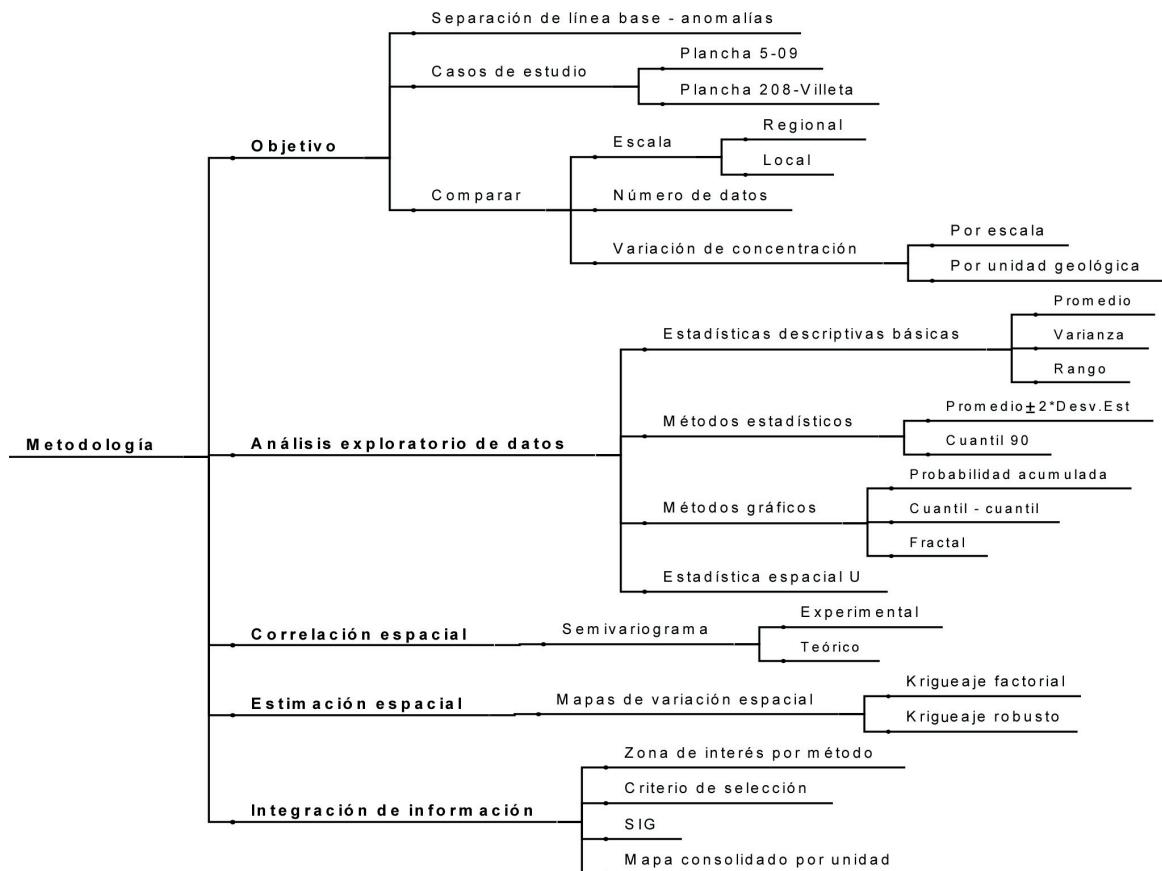 Metodología
Objetivo
Separación de línea base - anomalías
Casos de estudio
Plancha 5-09
Plancha 208-Villeta
Comparar
Escala
Regional
Local
Número de datos
Variación de concentración
Por escala
Por unidad geológica
Análisis exploratorio de datos
Estadísticas descriptivas básicas
Promedio
Varianza
Rango
Métodos estadísticos
Promedio±2*Desv.Est
Cuantil 90
Métodos gráficos
Probabilidad acumulada
Cuantil - cuantil
Fractal
Estadística espacial U
Correlación espacial
Semivariograma
Experimental
Teórico
Estimación espacial
Mapas de variación espacial
Krigueaje factorial
Krigueaje robusto
Integración de información
Zona de interés por método
Criterio de selección
SIG
Mapa consolidado por unidad